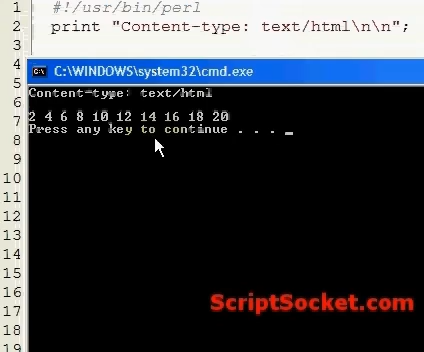 1 #!/usr/bin/perl
2 print "Content-type: text/html\n\n";
3
4 C:\WINDOWS\system32\cmd.exe
5 Content-type: text/html
6
7 2 4 6 8 10 12 14 16 18 20
8 Press any key to continue . . . _
9
10
11
12
13
14
15
16
17 ScriptSocket.com
18
19